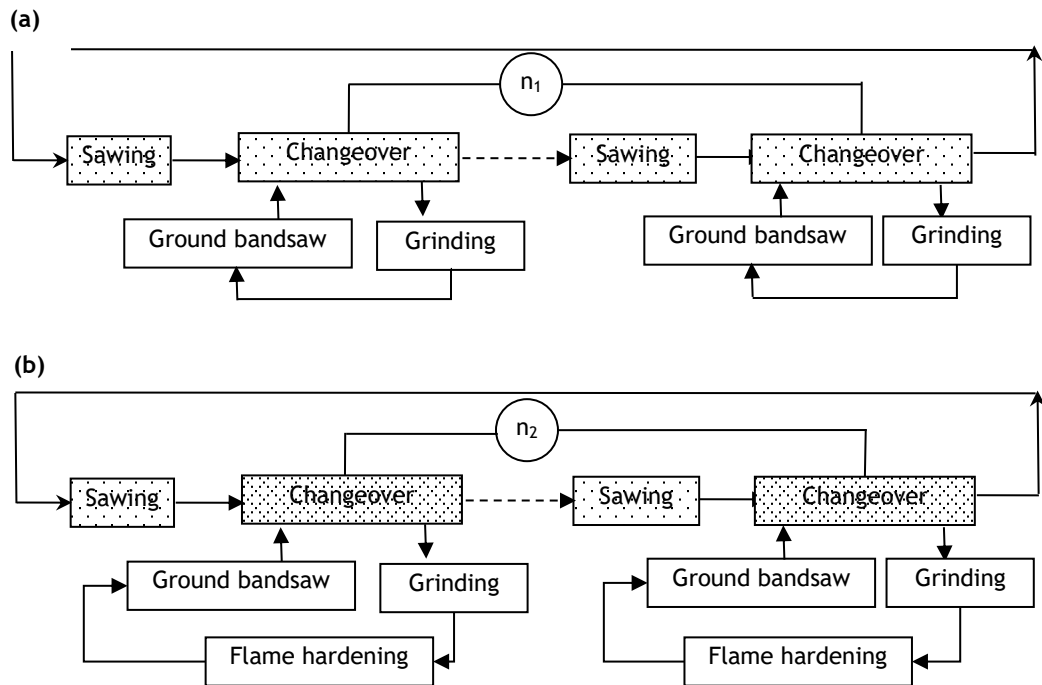 (a)
n1
Sawing
Changeover
Sawing
Changeover
Ground bandsaw
Grinding
Ground bandsaw
Grinding
(b)
n2
Sawing
Changeover
Sawing
Changeover
Ground bandsaw
Grinding
Ground bandsaw
Grinding
Flame hardening
Flame hardening